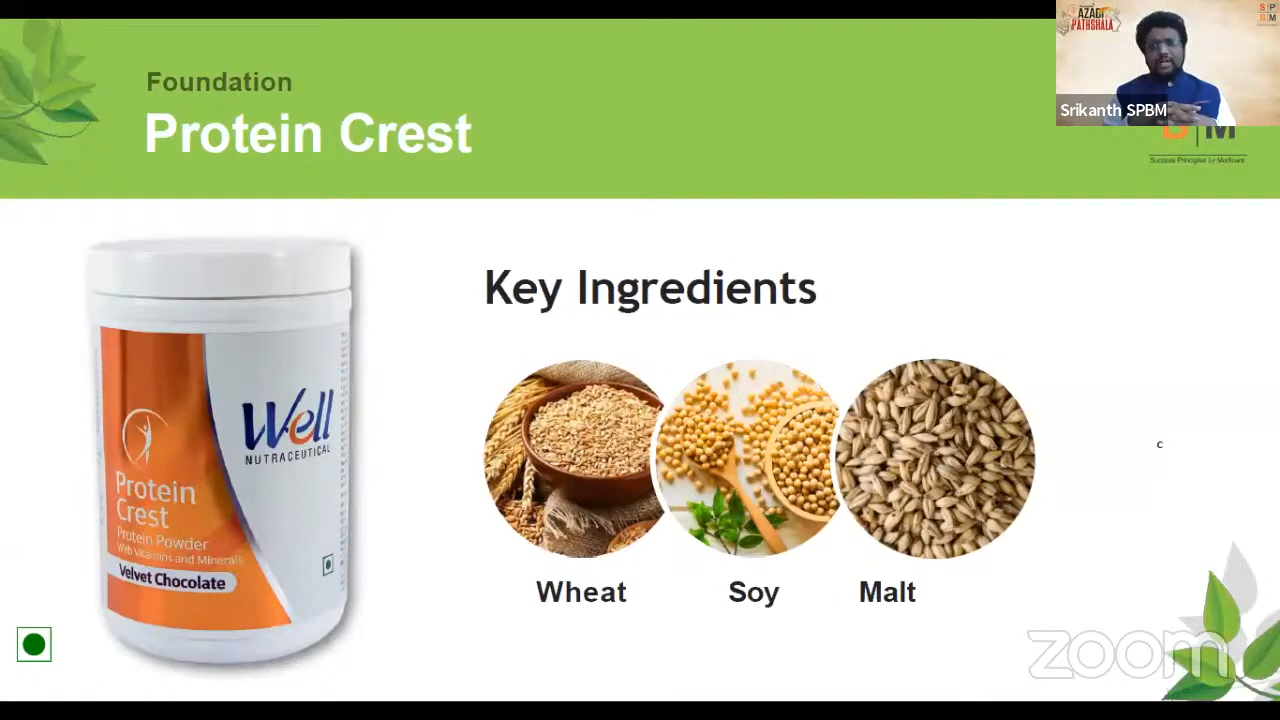 Foundation
Protein Crest
AZADI
PATHSHALA
S P
B M
Srikanth SPBM
B | M
Success Principled by Modicare
Key Ingredients
Well
NUTRACEUTICAL
Protein
Crest
Protein Powder
With Vitamins and Minerals
Velvet Chocolate
c
Wheat
Soy
Malt
zoom